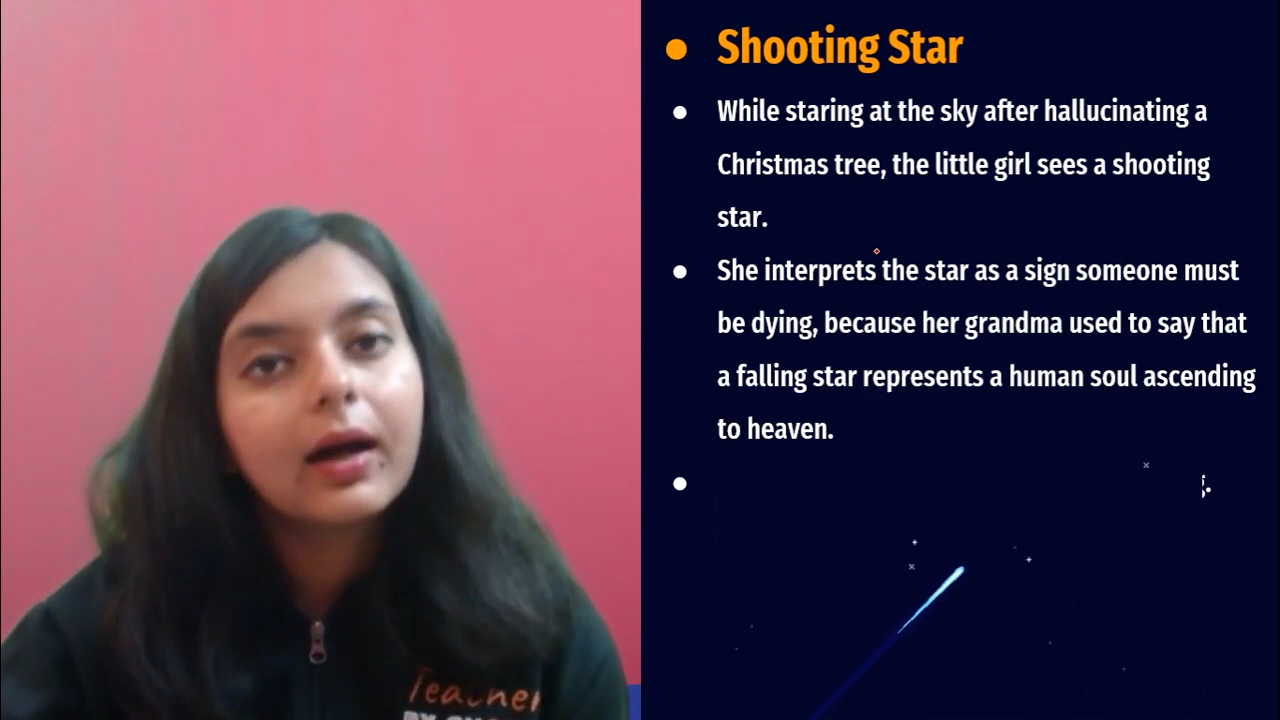 Shooting Star
While staring at the sky after hallucinating a
Christmas tree, the little girl sees a shooting
star.
She interprets the star as a sign someone must
be dying, because her grandma used to say that
a falling star represents a human soul ascending
to heaven.
Teacher
BY